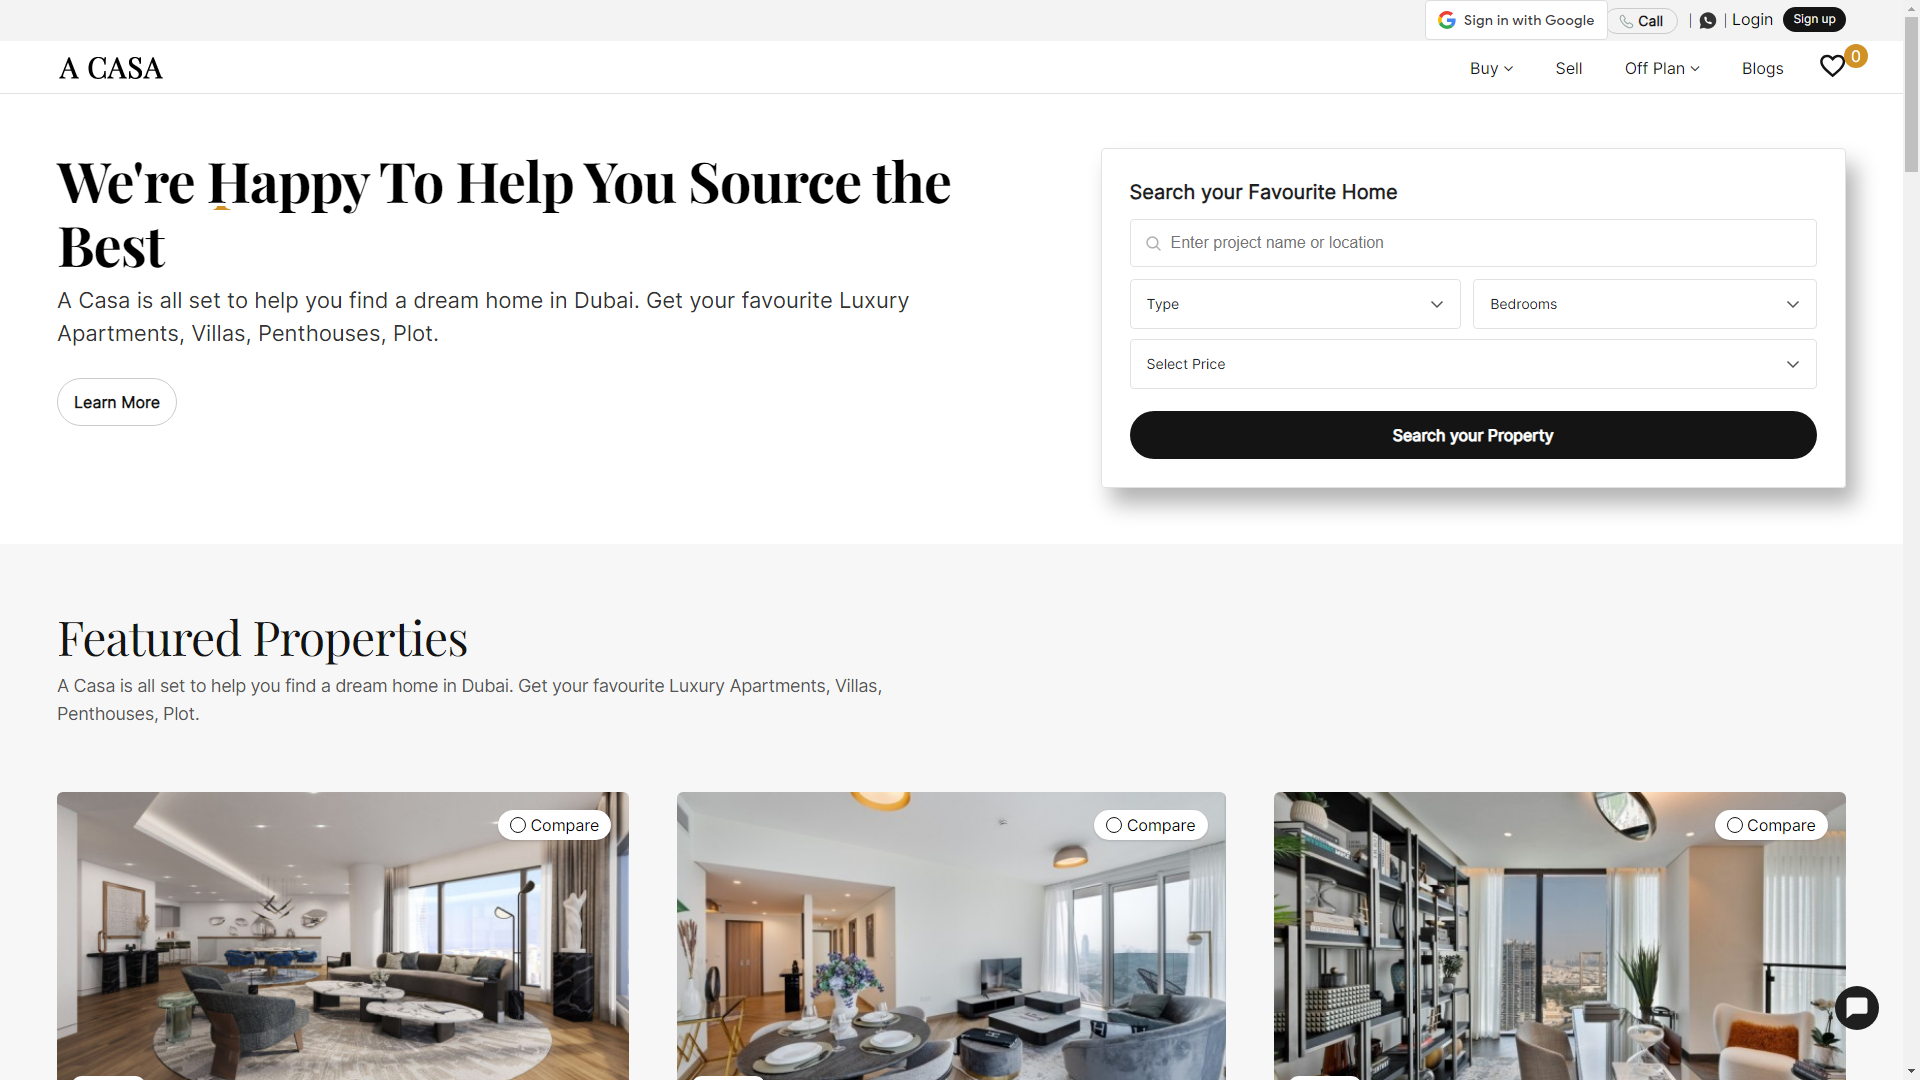 Sign in with Google
Call
| | Login
Sign up
A CASA
Buy
Sell
Off Plan
Blogs
0
We're Happy To Help You Source the
Best
A Casa is all set to help you find a dream home in Dubai. Get your favourite Luxury
Apartments, Villas, Penthouses, Plot.
Learn More
Search your Favourite Home
Enter project name or location
Type
Bedrooms
Select Price
Search your Property
Featured Properties
A Casa is all set to help you find a dream home in Dubai. Get your favourite Luxury Apartments, Villas,
Penthouses, Plot.
Compare
Compare
Compare